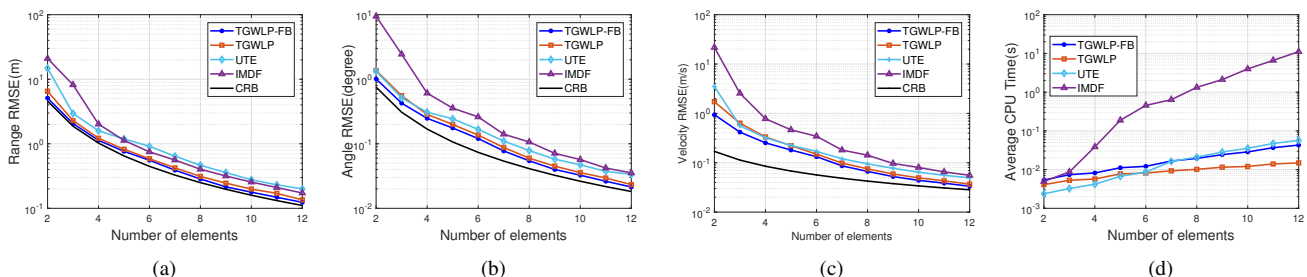 Range RMSE(m)
10^2
10^1
10^0
10^-1
TGWLP-FB
TGWLP
UTE
IMDF
CRB
2 4 6 8 10 12
Number of elements
(a)
Angle RMSE (degree)
10^1
10^0
10^-1
10^-2
TGWLP-FB
TGWLP
UTE
IMDF
CRB
2 4 6 8 10 12
Number of elements
(b)
Velocity RMSE(m/s)
10^2
10^1
10^0
10^-1
10^-2
TGWLP-FB
TGWLP
UTE
IMDF
CRB
2 4 6 8 10 12
Number of elements
(c)
Average CPU Time(s)
10^2
10^1
10^0
10^-1
10^-2
10^-3
TGWLP-FB
TGWLP
UTE
IMDF
2 4 6 8 10 12
Number of elements
(d)